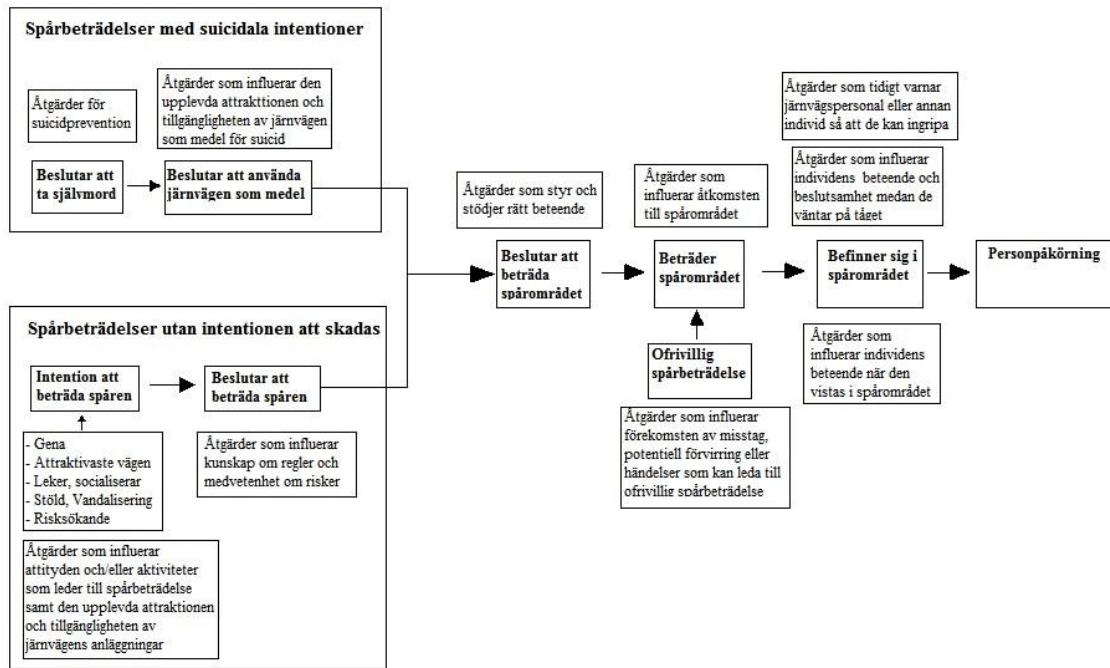 Spårbeträdelser med suicidala intentioner
Åtgärder för
suicidprevention
Åtgärder som influerar den
upplevda attrakttionen och
tillgängligheten av järnvägen
som medel för suicid
Beslutar att
ta självmord
Beslutar att använda
järnvägen som medel
Spårbeträdelser utan intentionen att skadas
Intention att
beträda spåren
Beslutar att
beträda spåren
- Gena
- Attraktivaste vägen
- Leker, socialiserar
- Stöld, Vandalisering
- Risksökande
Åtgärder som influerar
kunskap om regler och
medvetenhet om risker
Åtgärder som influerar
attityden och/eller aktiviteter
som leder till spårbeträdelse
samt den upplevda attraktionen
och tillgängligheten av
järnvägens anläggningar
Åtgärder som styr och
stödjer rätt beteende
Beslutar att
beträda
spårområdet
Åtgärder som
influerar åtkomsten
till spårområdet
Beträder
spårområdet
Ofrivillig
spårbeträdelse
Åtgärder som influerar
förekomsten av misstag,
potentiell förvirring eller
händelser som kan leda till
ofrivillig spårbeträdelse
Åtgärder som tidigt varnar
järnvägspersonal eller annan
individ så att de kan ingripa
Åtgärder som influerar
individens beteende och
beslutsamhet medan de
väntar på tåget
Befinner sig i
spårområdet
Åtgärder som
influerar individens
beteende när den
vistas i spårområdet
Personpåkörning